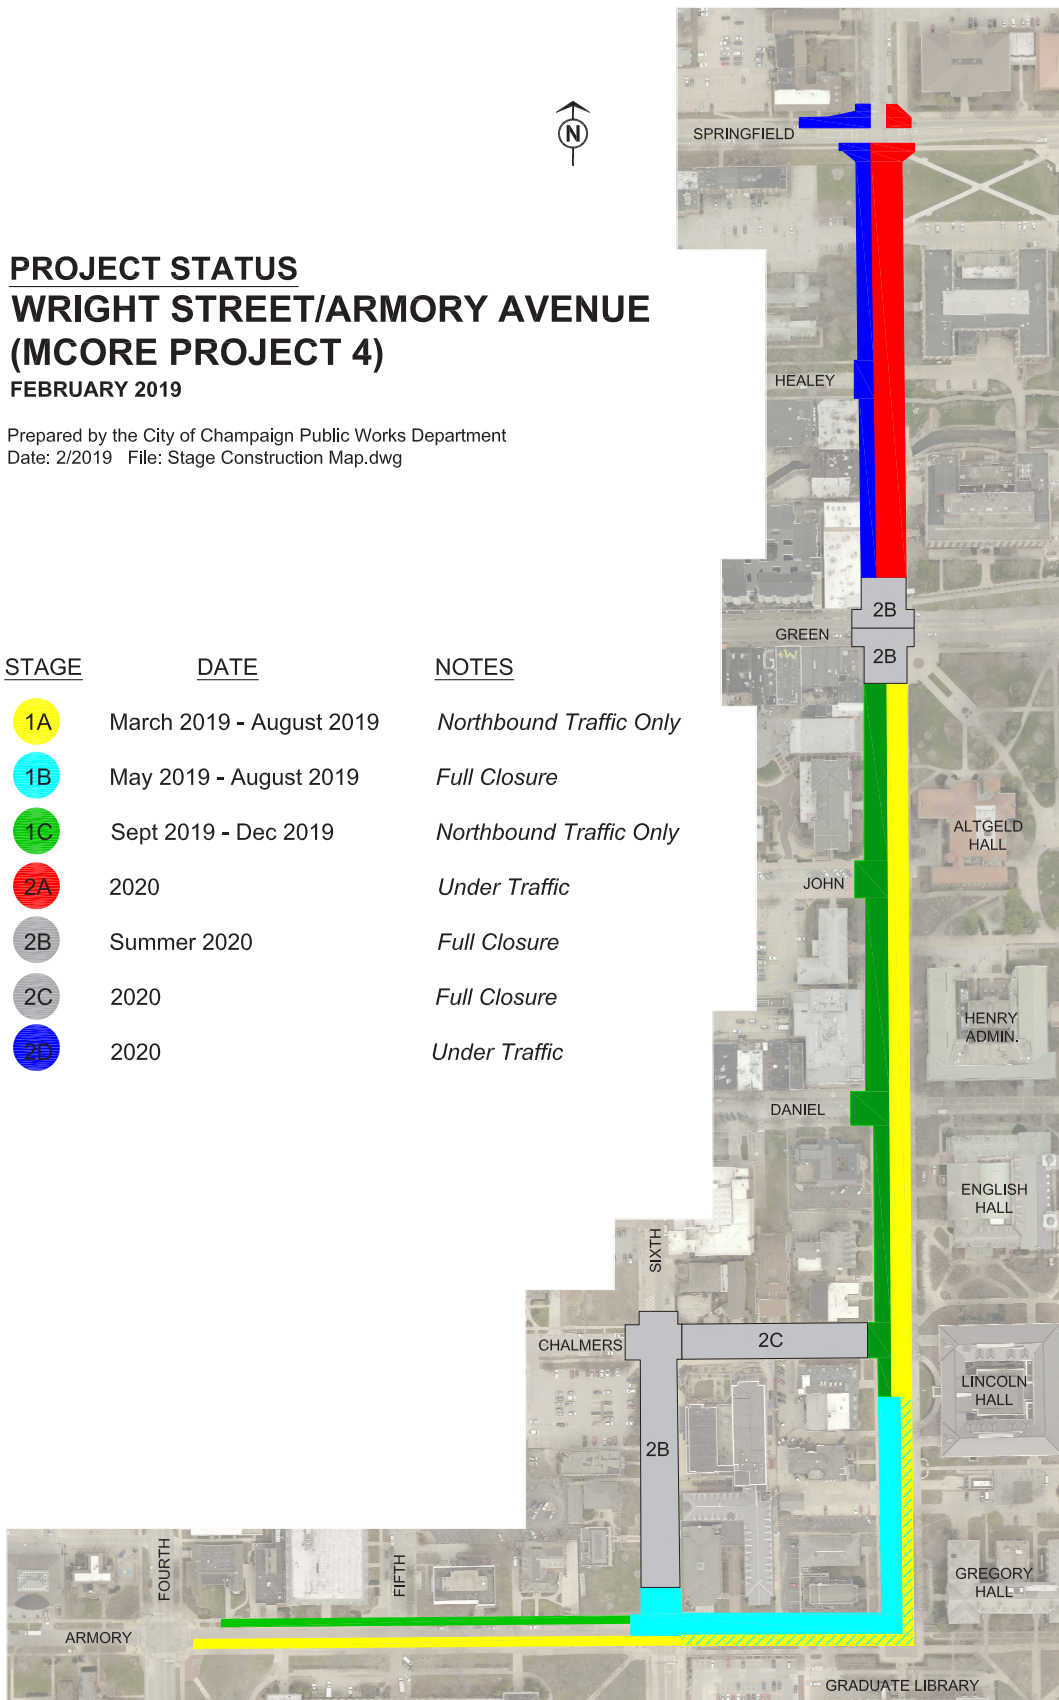 N
PROJECT STATUS
WRIGHT STREET/ARMORY AVENUE
(MCORE PROJECT 4)
FEBRUARY 2019
Prepared by the City of Champaign Public Works Department
Date: 2/2019 File: Stage Construction Map.dwg
STAGE DATE NOTES
1A March 2019 - August 2019 Northbound Traffic Only
1B May 2019 - August 2019 Full Closure
1C Sept 2019 - Dec 2019 Northbound Traffic Only
2A 2020 Under Traffic
2B Summer 2020 Full Closure
2C 2020 Full Closure
2D 2020 Under Traffic
SPRINGFIELD
HEALEY
2B
GREEN
2B
ALTGELD
HALL
JOHN
HENRY
ADMIN.
DANIEL
ENGLISH
HALL
SIXTH
CHALMERS
2C
LINCOLN
HALL
2B
FOURTH
FIFTH
GREGORY
HALL
ARMORY
GRADUATE LIBRARY